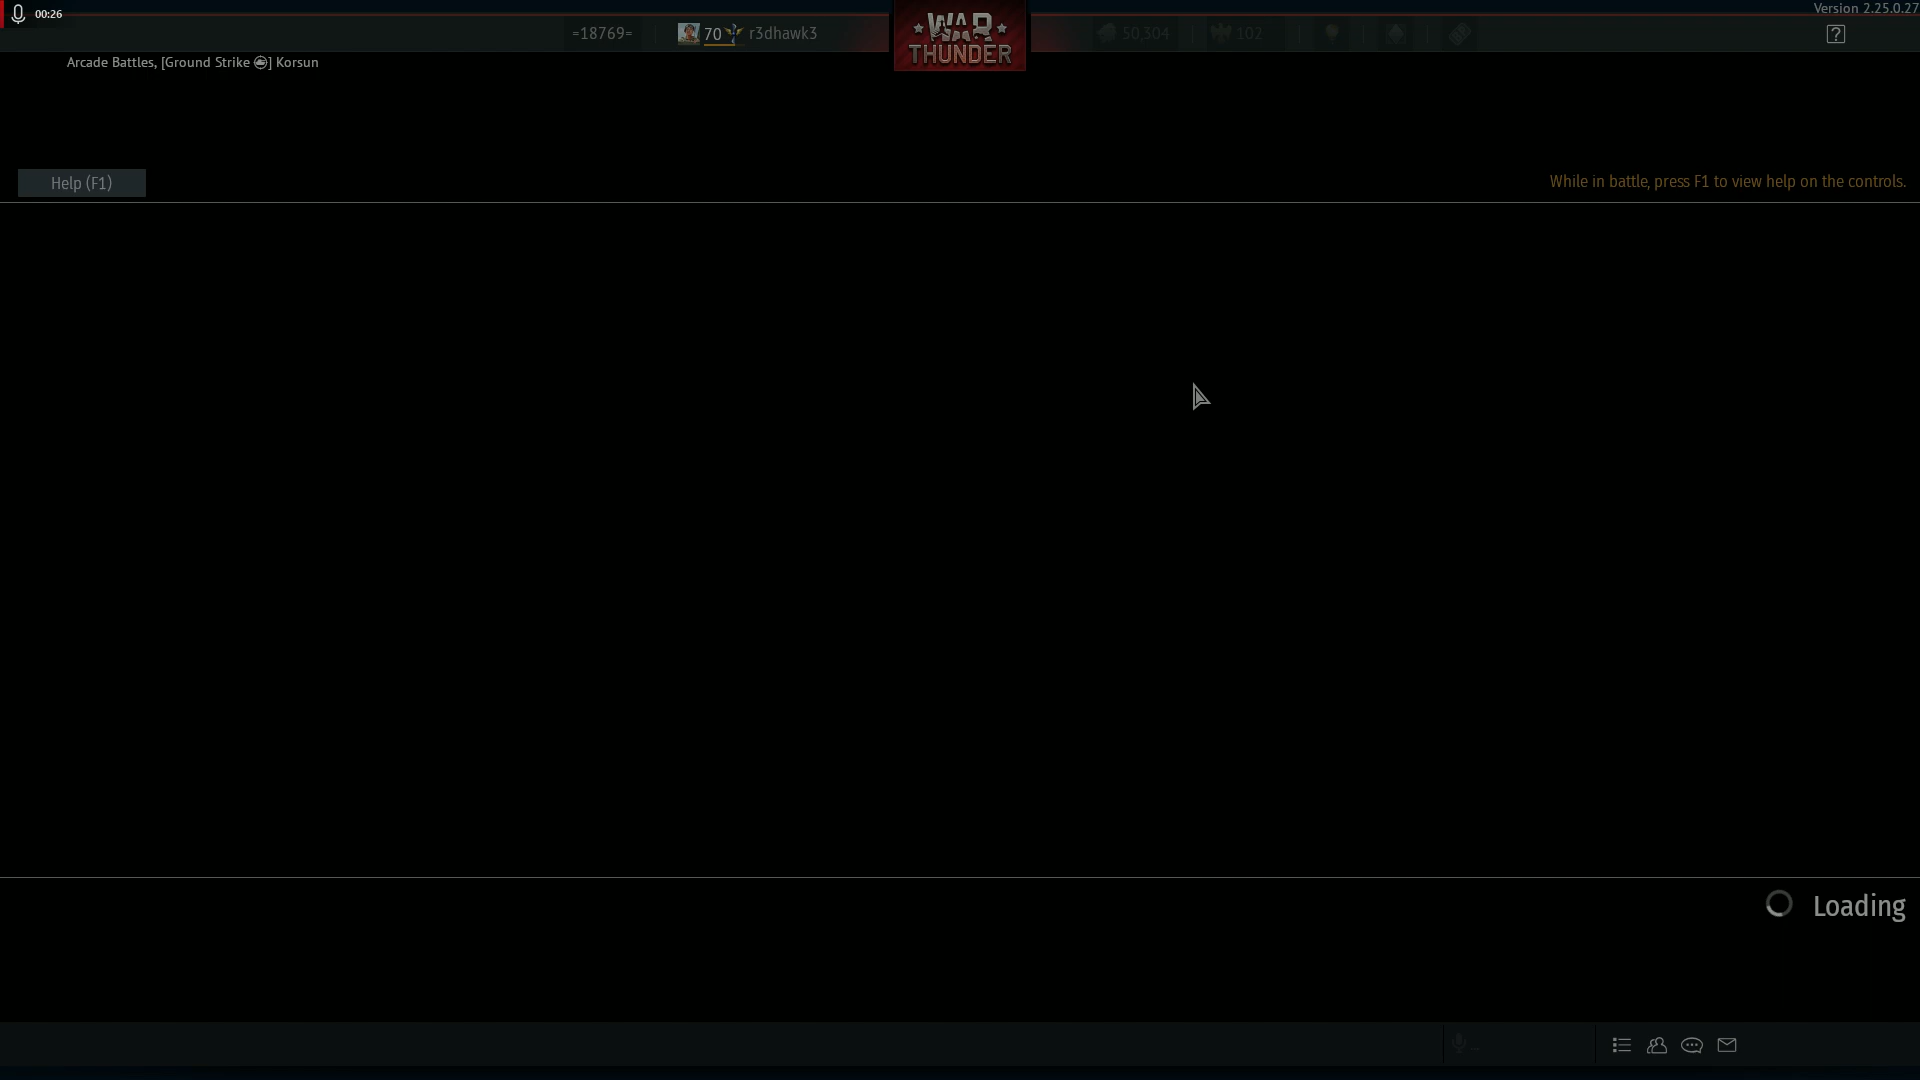 00:26
Version 2.25.0.27
=18769=
70
r3dhawk3
WAR
THUNDER
50,304
102
Arcade Battles, [Ground Strike] Korsun
Help (F1)
While in battle, press F1 to view help on the controls.
Loading